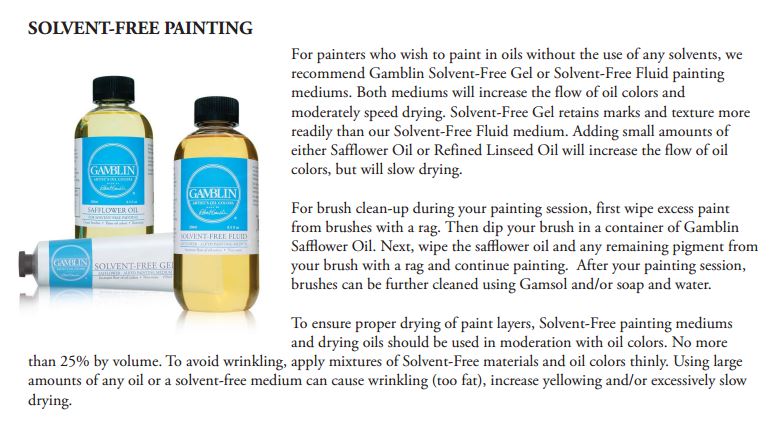 SOLVENT-FREE PAINTING
For painters who wish to paint in oils without the use of any solvents, we
recommend Gamblin Solvent-Free Gel or Solvent-Free Fluid painting
mediums. Both mediums will increase the flow of oil colors and
moderately speed drying. Solvent-Free Gel retains marks and texture more
readily than our Solvent-Free Fluid medium. Adding small amounts of
either Safflower Oil or Refined Linseed Oil will increase the flow of oil
colors, but will slow drying.
GAMBLIN
ARTIST'S OIL COLORS
SAFFLOWER OIL
FOR SOLVENT-FREE PAINTING
GAMBLIN
ARTIST'S OIL COLORS
SOLVENT-FREE FLUID
GAMBLIN
SOLVENT-FREE GEL
For brush clean-up during your painting session, first wipe excess paint
from brushes with a rag. Then dip your brush in a container of Gamblin
Safflower Oil. Next, wipe the safflower oil and any remaining pigment from
your brush with a rag and continue painting. After your painting session,
brushes can be further cleaned using Gamsol and/or soap and water.
To ensure proper drying of paint layers, Solvent-Free painting mediums
and drying oils should be used in moderation with oil colors. No more
than 25% by volume. To avoid wrinkling, apply mixtures of Solvent-Free materials and oil colors thinly. Using large
amounts of any oil or a solvent-free medium can cause wrinkling (too fat), increase yellowing and/or excessively slow
drying.